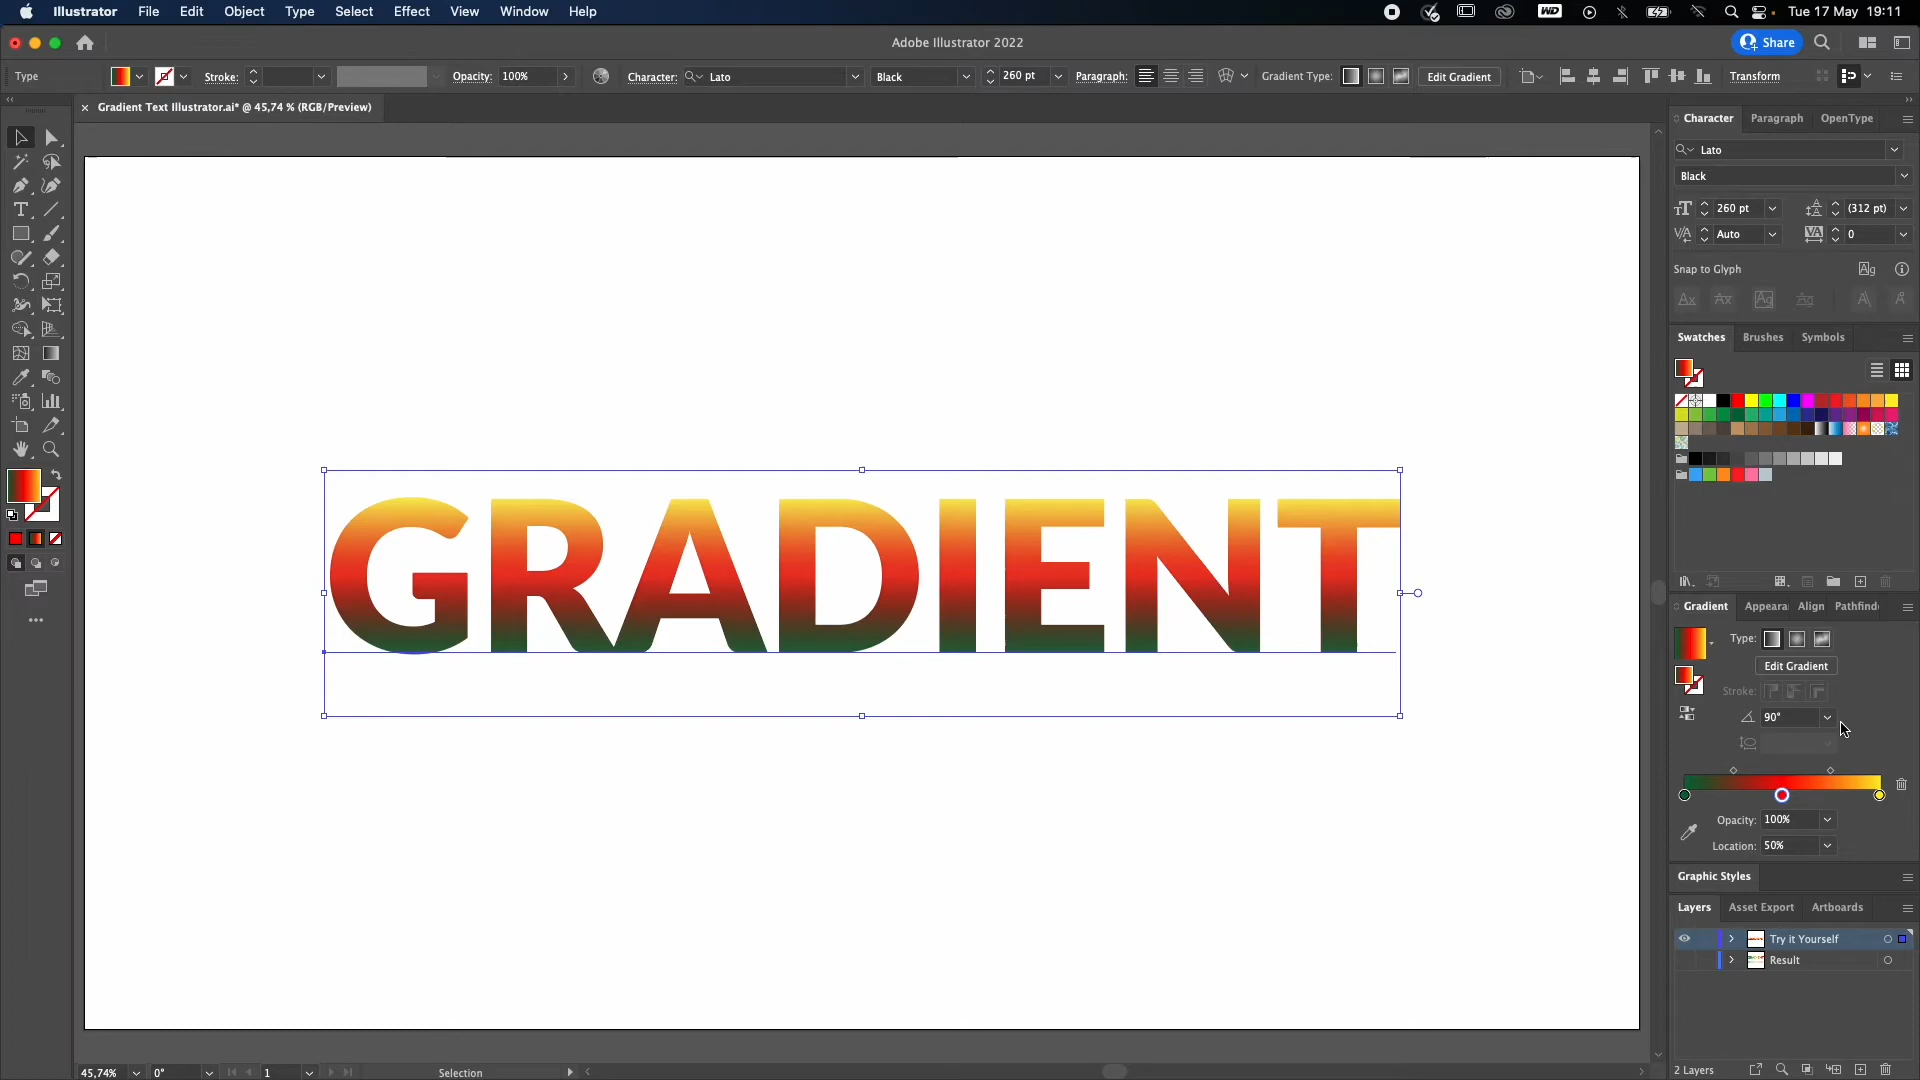 Illustrator File Edit Object Type Select Effect View Window Help
WD
Tue 17 May 19:11
Adobe Illustrator 2022
Share
Type
Stroke:
Opacity: 100%
Character: Lato
Black
260 pt
Paragraph:
Gradient Type:
Edit Gradient
Transform
× Gradient Text Illustrator.ai* @ 45,74 % (RGB/Preview)
Character Paragraph OpenType
Lato
Black
260 pt (312 pt)
Auto 0
Snap to Glyph
Swatches Brushes Symbols
GRADIENT
Gradient Appeara Align Pathfind
Type:
Edit Gradient
Stroke:
90°
Opacity: 100%
Location: 50%
Graphic Styles
Layers Asset Export Artboards
Try it Yourself
Result
45,74% 0° 1 Selection
2 Layers